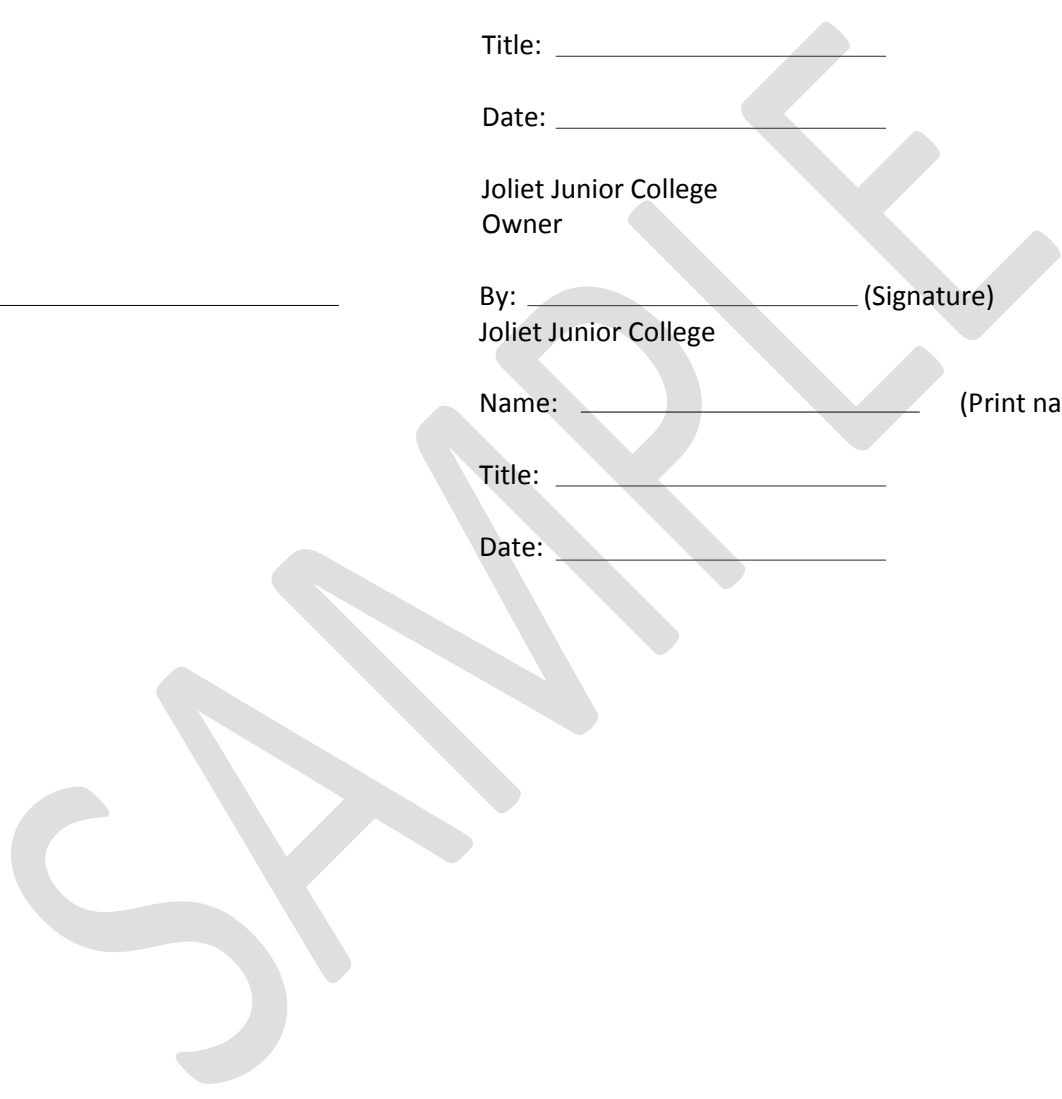 Title:
Date:
Joliet Junior College
Owner
By: (Signature)
Joliet Junior College
Name: (Print na
Title:
Date:
SAMPLE